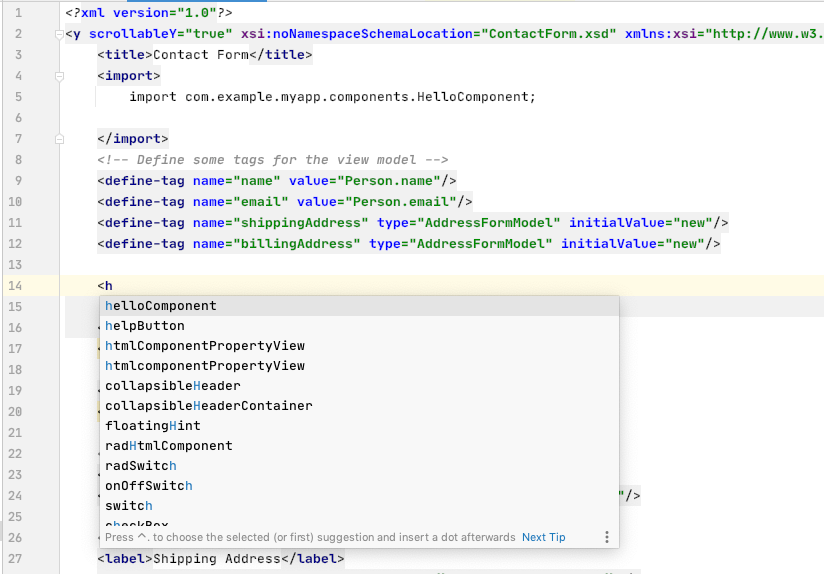 1 <?xml version="1.0"?>
2 <y scrollableY="true" xsi:noNamespaceSchemaLocation="ContactForm.xsd" xmlns:xsi="http://www.w3.
3 <title>Contact Form</title>
4 <import>
5 import com.example.myapp.components.HelloComponent;
6
7 </import>
8 <!-- Define some tags for the view model -->
9 <define-tag name="name" value="Person.name"/>
10 <define-tag name="email" value="Person.email"/>
11 <define-tag name="shippingAddress" type="AddressFormModel" initialValue="new"/>
12 <define-tag name="billingAddress" type="AddressFormModel" initialValue="new"/>
13
14 <h
15 helloComponent
16 helpButton
17 htmlComponentPropertyView
18 htmlcomponentPropertyView
19 collapsibleHeader
20 collapsibleHeaderContainer
21 floatingHint
22 radHtmlComponent
23 radSwitch
24 onOffSwitch "/>
25 switch
checkBox
26 Press ^. to choose the selected (or first) suggestion and insert a dot afterwards Next Tip
27 <label>Shipping Address</label>